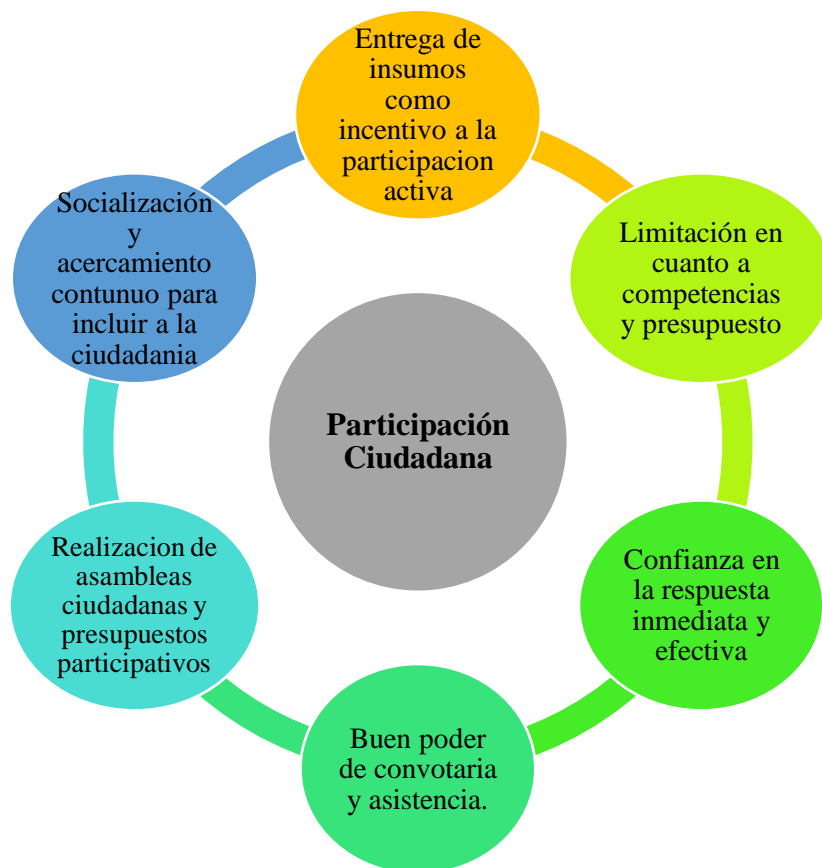 Entrega de
insumos
como
incentivo a la
participacion
activa
Limitación en
cuanto a
competencias
y presupuesto
Confianza en
la respuesta
inmediata y
efectiva
Buen poder
de convotaria
y asistencia.
Realizacion de
asambleas
ciudadanas y
presupuestos
participativos
Socialización
y
acercamiento
contunuo para
incluir a la
ciudadania
Participación
Ciudadana